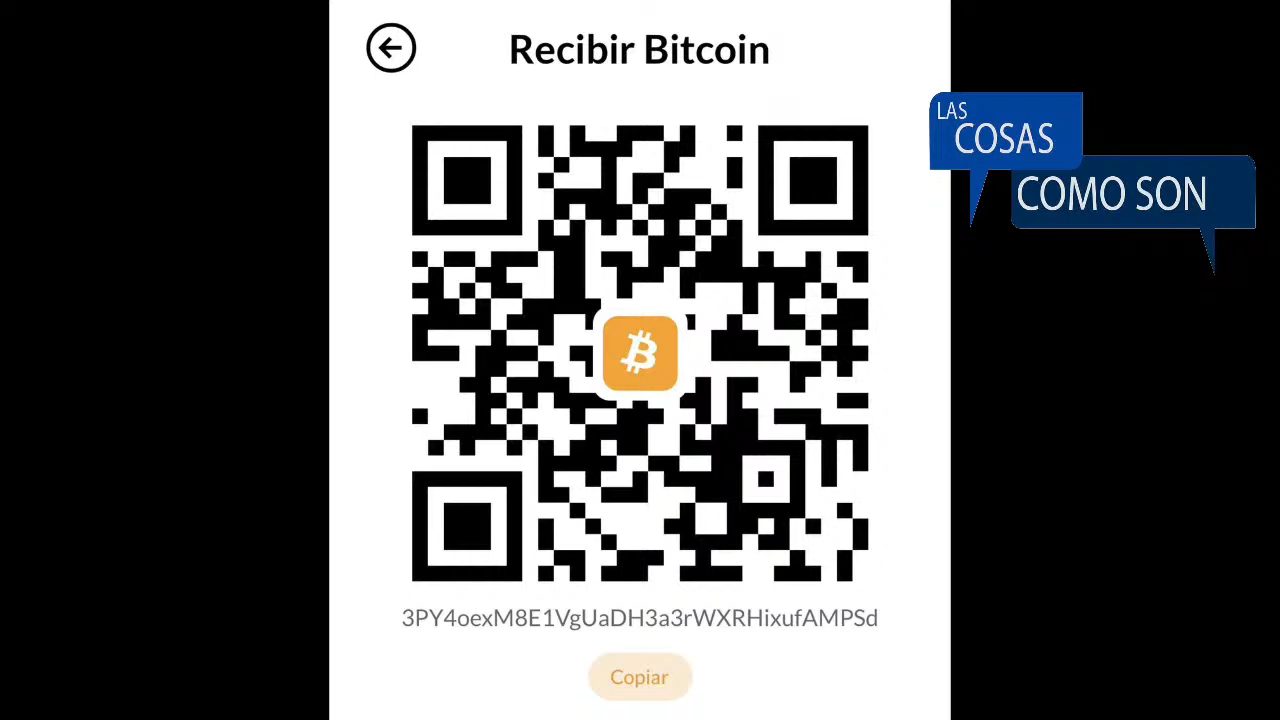 Recibir Bitcoin
LAS
COSAS
COMO SON
3PY4oexM8E1VgUaDH3a3rWXRHixufAMPSd
Copiar